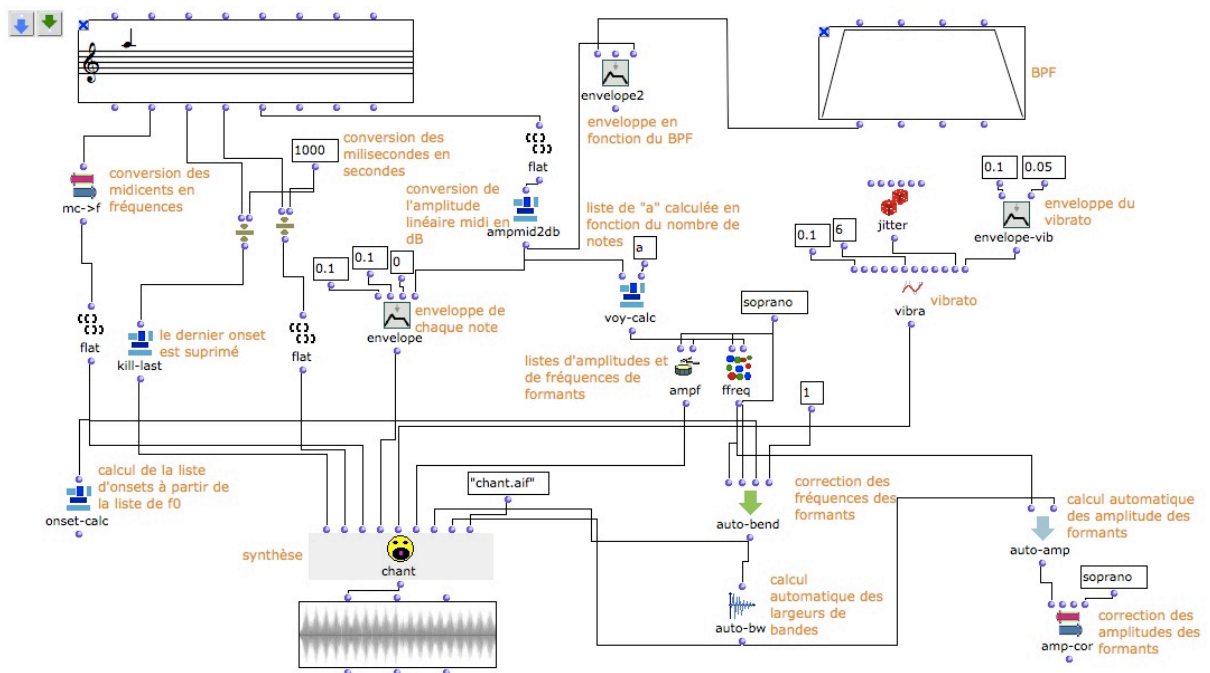 BPF
envelope2
enveloppe en
fonction du BPF
1000
conversion des
milisecondes en
secondes
flat
conversion des
midicents en
fréquences
mc->f
conversion de
l'amplitude
linéaire midi en
dB
ampmid2db
liste de "a" calculée en
fonction du nombre de
notes
a
0.1
0.05
enveloppe du
vibrato
jitter
envelope-vib
0.1
6
vibrato
vibra
0.1
0.1
0
enveloppe de
chaque note
envelope
voy-calc
soprano
flat
le dernier onset
est suprimé
kill-last
flat
listes d'amplitudes et
de fréquences de
formants
ampf
ffreq
1
calcul de la liste
d'onsets à partir de
la liste de f0
onset-calc
"chant.aif"
correction des
fréquences des
formants
auto-bend
calcul automatique
des amplitude des
formants
auto-amp
synthèse
chant
calcul
automatique des
largeurs de
bandes
auto-bw
soprano
correction des
amplitudes des
formants
amp-cor